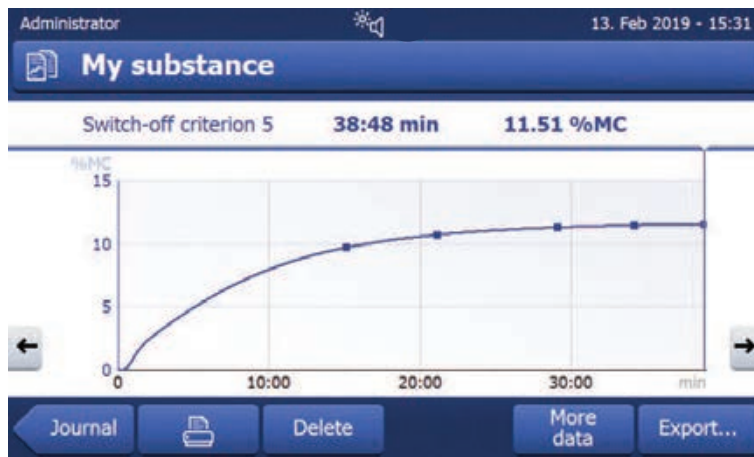 Administrator
13. Feb 2019 - 15:31
My substance
Switch-off criterion 5 38:48 min 11.51 %MC
%MC
15
10
5
0
0 10:00 20:00 30:00 min
Journal
Delete
More data
Export...